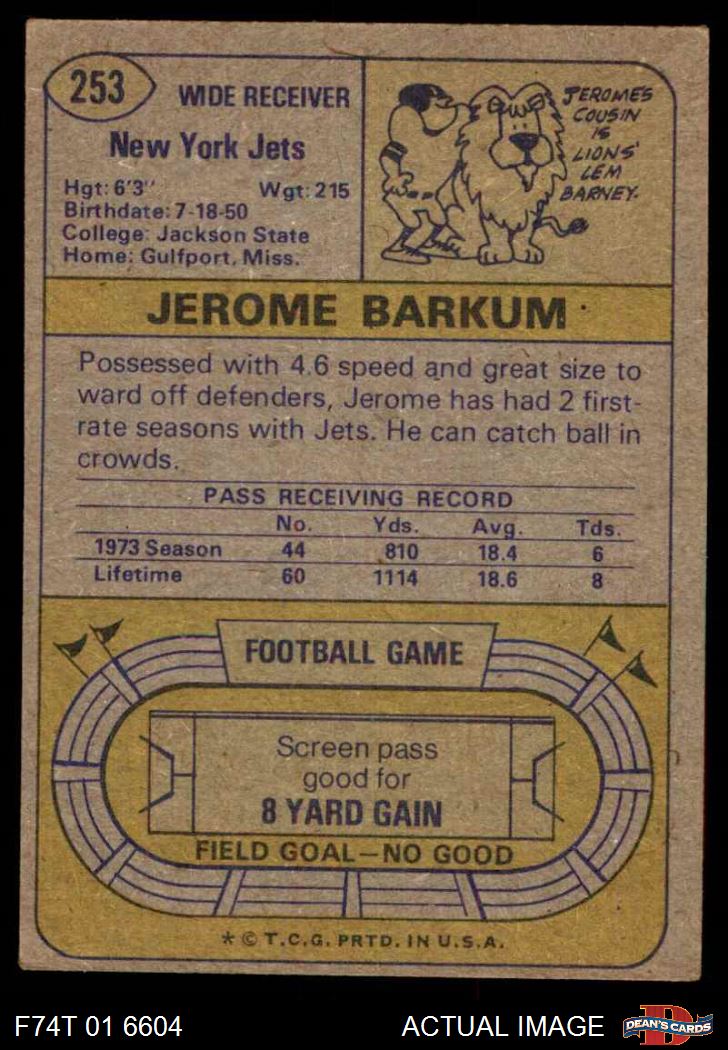 253
WIDE RECEIVER
New York Jets
Hgt: 6'3" Wgt: 215
Birthdate: 7-18-50
College: Jackson State
Home: Gulfport, Miss.
JEROMES
COUSIN
IS
LIONS'
LEM
BARNEY.
JEROME BARKUM
Possessed with 4.6 speed and great size to
ward off defenders, Jerome has had 2 first-
rate seasons with Jets. He can catch ball in
crowds.
PASS RECEIVING RECORD
No. Yds. Avg. Tds.
1973 Season 44 810 18.4 6
Lifetime 60 1114 18.6 8
FOOTBALL GAME
Screen pass
good for
8 YARD GAIN
FIELD GOAL—NO GOOD
* © T.C.G. PRTD. IN U.S.A.
F74T 01 6604 ACTUAL IMAGE
D
DEAN'S CARDS